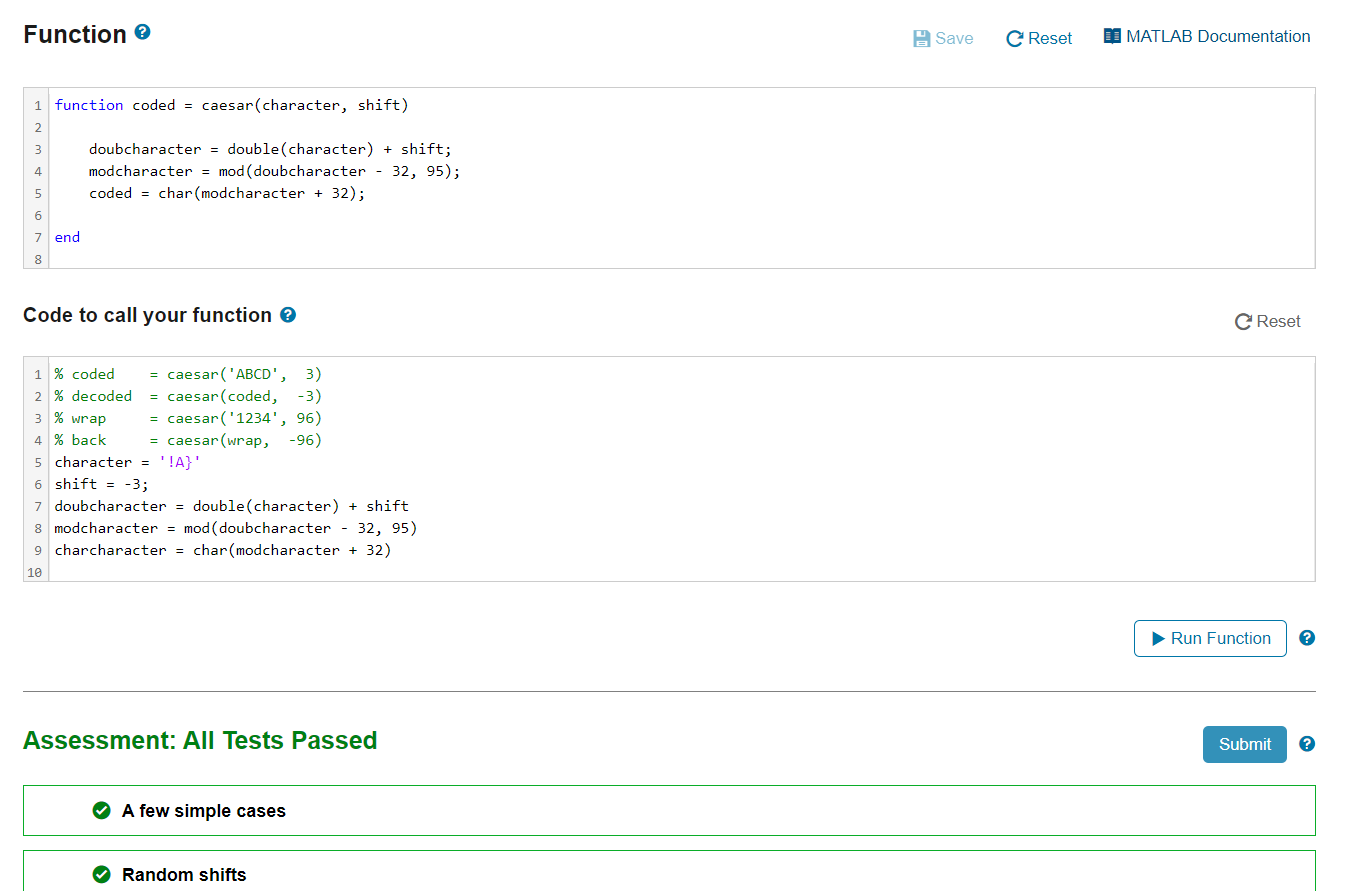 Function
Save
Reset
MATLAB Documentation
1 function coded = caesar(character, shift)
2
3     doubcharacter = double(character) + shift;
4     modcharacter = mod(doubcharacter - 32, 95);
5     coded = char(modcharacter + 32);
6
7 end
8
Code to call your function
Reset
1 % coded    = caesar('ABCD',  3)
2 % decoded  = caesar(coded,  -3)
3 % wrap     = caesar('1234', 96)
4 % back     = caesar(wrap,  -96)
5 character = '!A}'
6 shift = -3;
7 doubcharacter = double(character) + shift
8 modcharacter = mod(doubcharacter - 32, 95)
9 charcharacter = char(modcharacter + 32)
10
Run Function
Assessment: All Tests Passed
Submit
A few simple cases
Random shifts